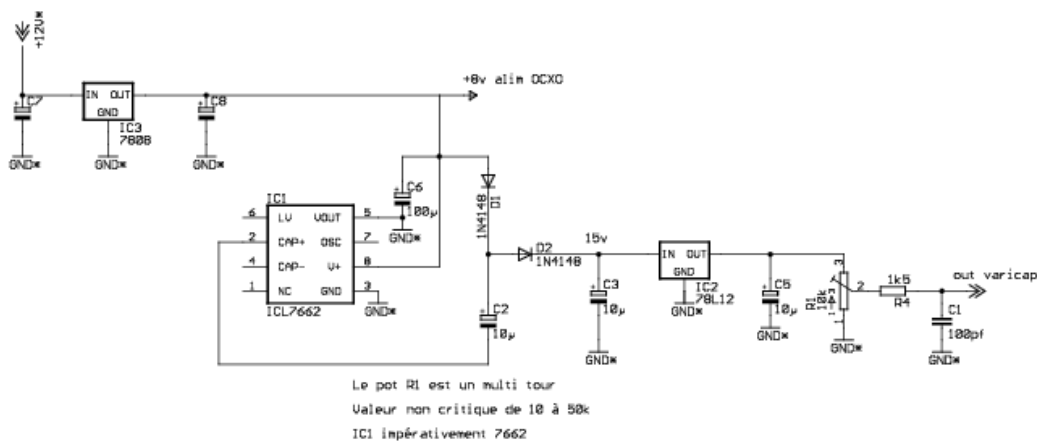 +12V*
+8v alim OCXO
C7
IN OUT
GND
IC3
7808
C8
GND*
GND*
GND*
C6
100µ
GND*
1N4148
D1
IC1
6 LV VOUT 5
2 CAP+ OSC 7
4 CAP- V+ 8
1 NC GND 3
ICL7662
GND*
D2
1N4148
15v
C2
10µ
C3
10µ
GND*
IN OUT
GND
IC2
78L12
GND*
C5
10µ
GND*
3
R1
10k
2
1
GND*
1k5
R4
out varicap
C1
100pf
GND*
Le pot R1 est un multi tour
Valeur non critique de 10 à 50k
IC1 impérativement 7662